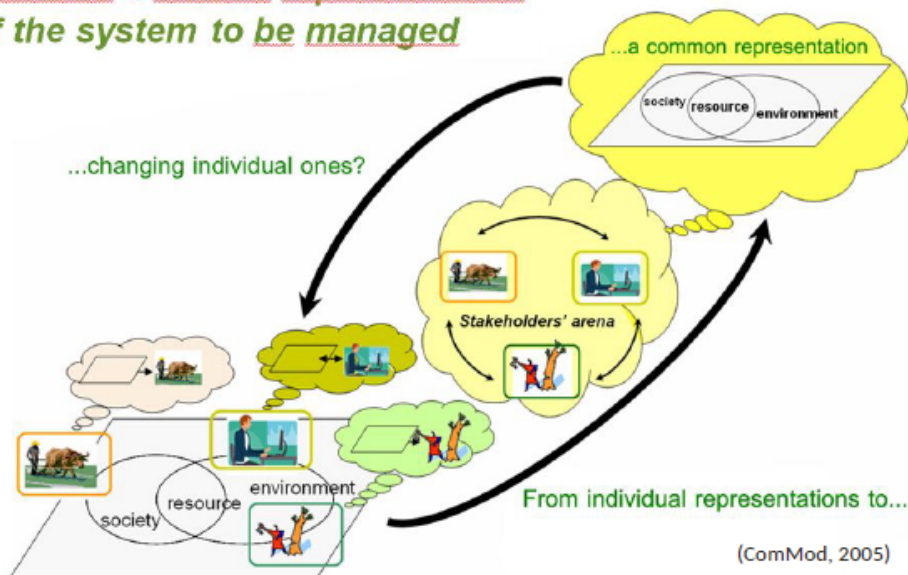 f the system to be managed
...a common representation
society
resource
environment
...changing individual ones?
Stakeholders' arena
environment
resource
society
From individual representations to...
(ComMod, 2005)